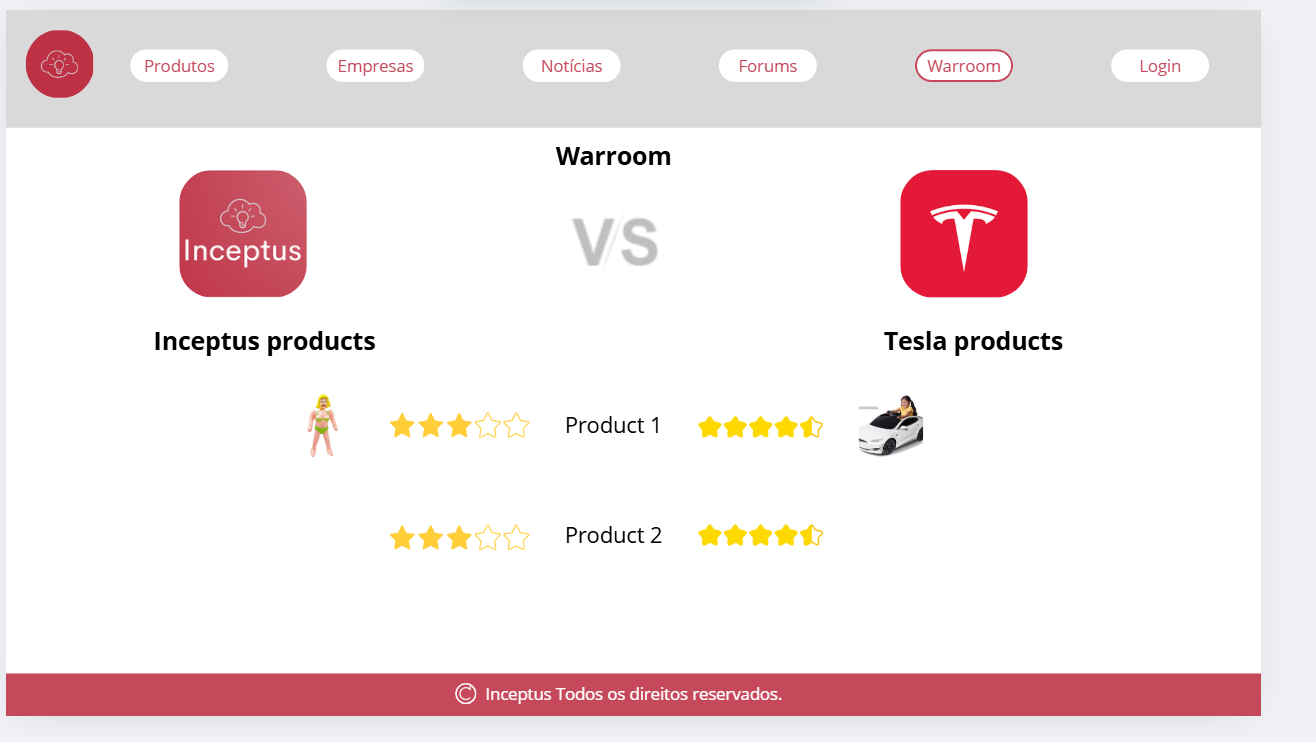 Produtos
Empresas
Notícias
Forums
Warroom
Login
Warroom
Inceptus
VS
Inceptus products
Tesla products
Product 1
Product 2
© Inceptus Todos os direitos reservados.